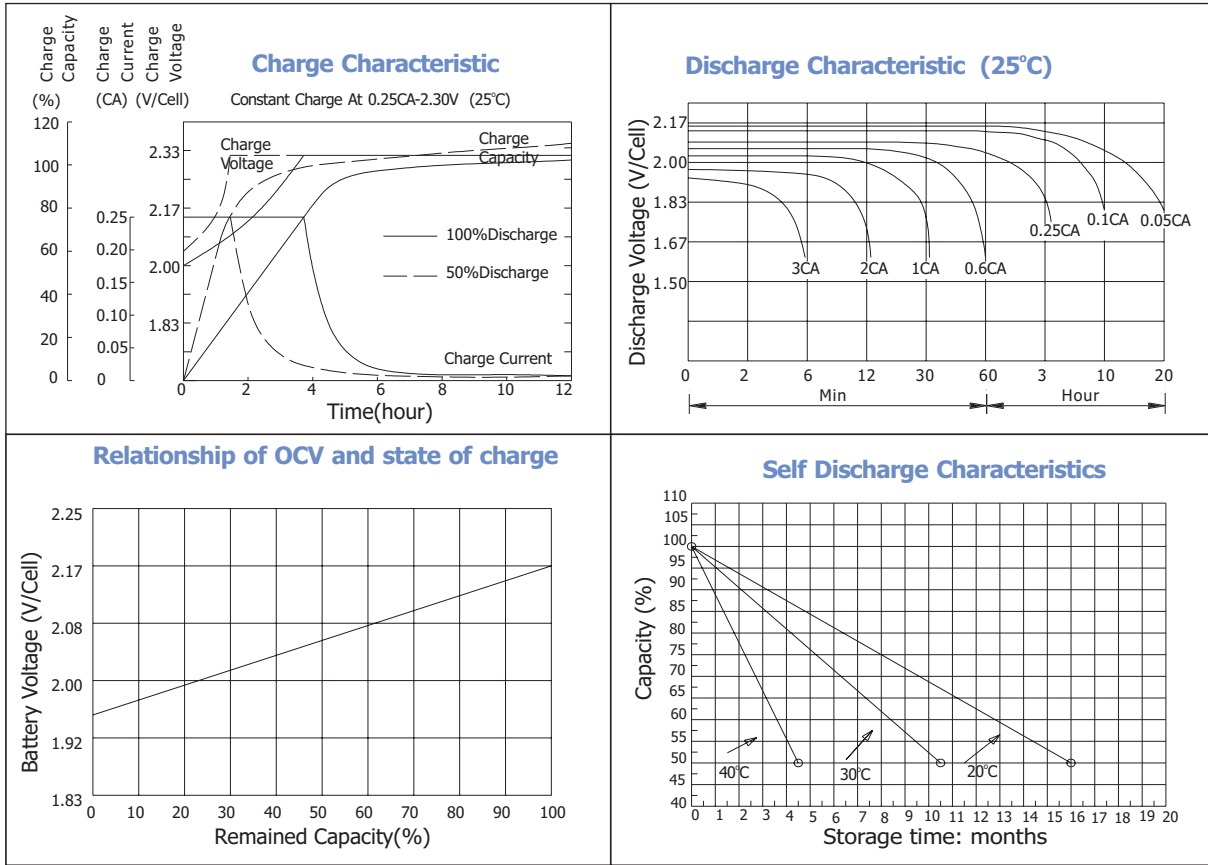 Charge Capacity
Charge Current
Charge Voltage
(%)
(CA) (V/Cell)
Charge Characteristic
Constant Charge At 0.25CA-2.30V (25°C)
120
100
80
60
40
20
0
0.25
0.20
0.15
0.10
0.05
0
2.33
2.17
2.00
1.83
Charge Voltage
Charge Capacity
100%Discharge
50%Discharge
Charge Current
0 2 4 6 8 10 12
Time(hour)
Discharge Characteristic (25°C)
Discharge Voltage (V/Cell)
2.17
2.00
1.83
1.67
1.50
3CA 2CA 1CA 0.6CA 0.25CA 0.1CA 0.05CA
0 2 6 12 30 60 3 10 20
Min Hour
Relationship of OCV and state of charge
Battery Voltage (V/Cell)
2.25
2.17
2.08
2.00
1.92
1.83
0 10 20 30 40 50 60 70 80 90 100
Remained Capacity(%)
Self Discharge Characteristics
Capacity (%)
110
105
100
95
90
85
80
75
70
65
60
55
50
45
40
40°C 30°C 20°C
0 1 2 3 4 5 6 7 8 9 10 11 12 13 14 15 16 17 18 19 20
Storage time: months